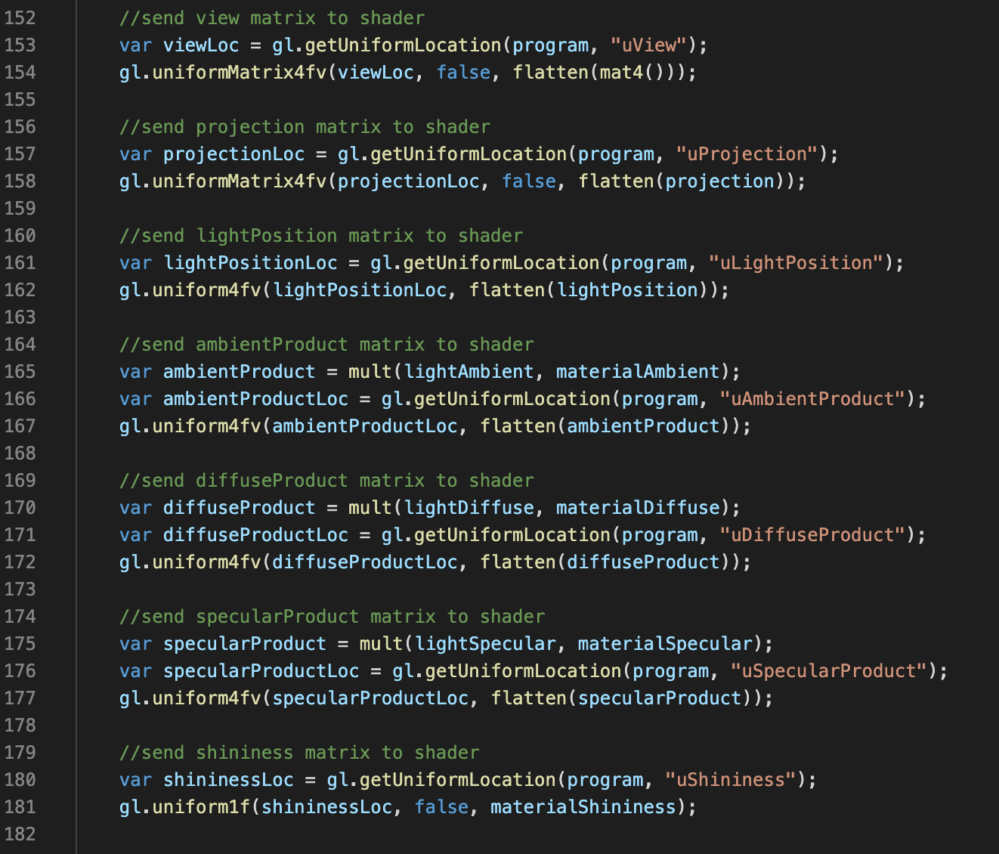 152 //send view matrix to shader
153 var viewLoc = gl.getUniformLocation(program, "uView");
154 gl.uniformMatrix4fv(viewLoc, false, flatten(mat4()));
155
156 //send projection matrix to shader
157 var projectionLoc = gl.getUniformLocation(program, "uProjection");
158 gl.uniformMatrix4fv(projectionLoc, false, flatten(projection));
159
160 //send lightPosition matrix to shader
161 var lightPositionLoc = gl.getUniformLocation(program, "uLightPosition");
162 gl.uniform4fv(lightPositionLoc, flatten(lightPosition));
163
164 //send ambientProduct matrix to shader
165 var ambientProduct = mult(lightAmbient, materialAmbient);
166 var ambientProductLoc = gl.getUniformLocation(program, "uAmbientProduct");
167 gl.uniform4fv(ambientProductLoc, flatten(ambientProduct));
168
169 //send diffuseProduct matrix to shader
170 var diffuseProduct = mult(lightDiffuse, materialDiffuse);
171 var diffuseProductLoc = gl.getUniformLocation(program, "uDiffuseProduct");
172 gl.uniform4fv(diffuseProductLoc, flatten(diffuseProduct));
173
174 //send specularProduct matrix to shader
175 var specularProduct = mult(lightSpecular, materialSpecular);
176 var specularProductLoc = gl.getUniformLocation(program, "uSpecularProduct");
177 gl.uniform4fv(specularProductLoc, flatten(specularProduct));
178
179 //send shininess matrix to shader
180 var shininessLoc = gl.getUniformLocation(program, "uShininess");
181 gl.uniform1f(shininessLoc, false, materialShininess);
182